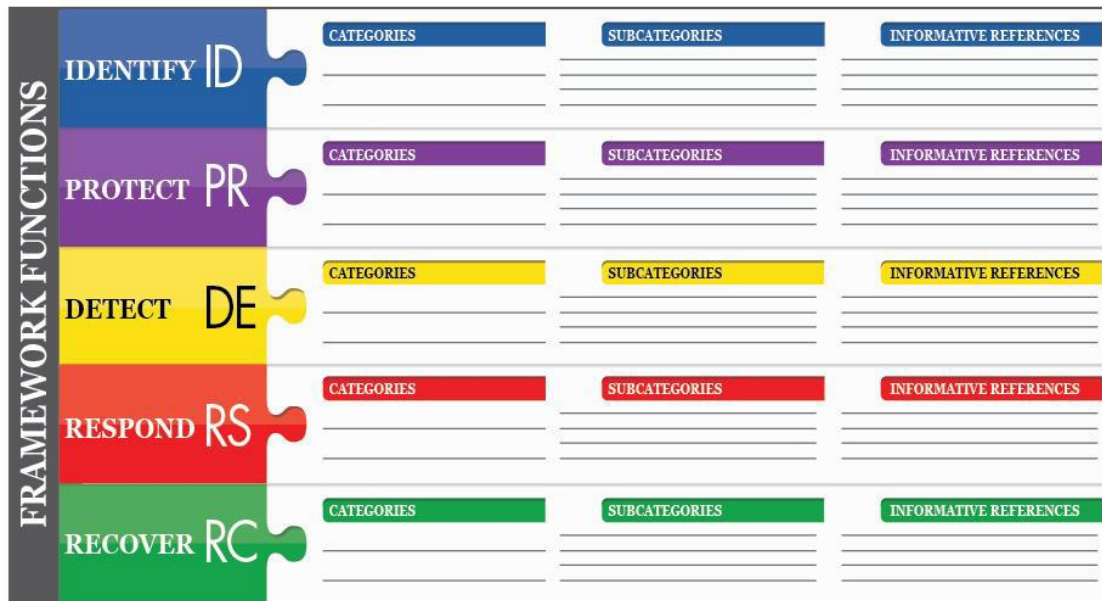 FRAMEWORK FUNCTIONS
IDENTIFY ID
CATEGORIES SUBCATEGORIES INFORMATIVE REFERENCES
PROTECT PR
CATEGORIES SUBCATEGORIES INFORMATIVE REFERENCES
DETECT DE
CATEGORIES SUBCATEGORIES INFORMATIVE REFERENCES
RESPOND RS
CATEGORIES SUBCATEGORIES INFORMATIVE REFERENCES
RECOVER RC
CATEGORIES SUBCATEGORIES INFORMATIVE REFERENCES